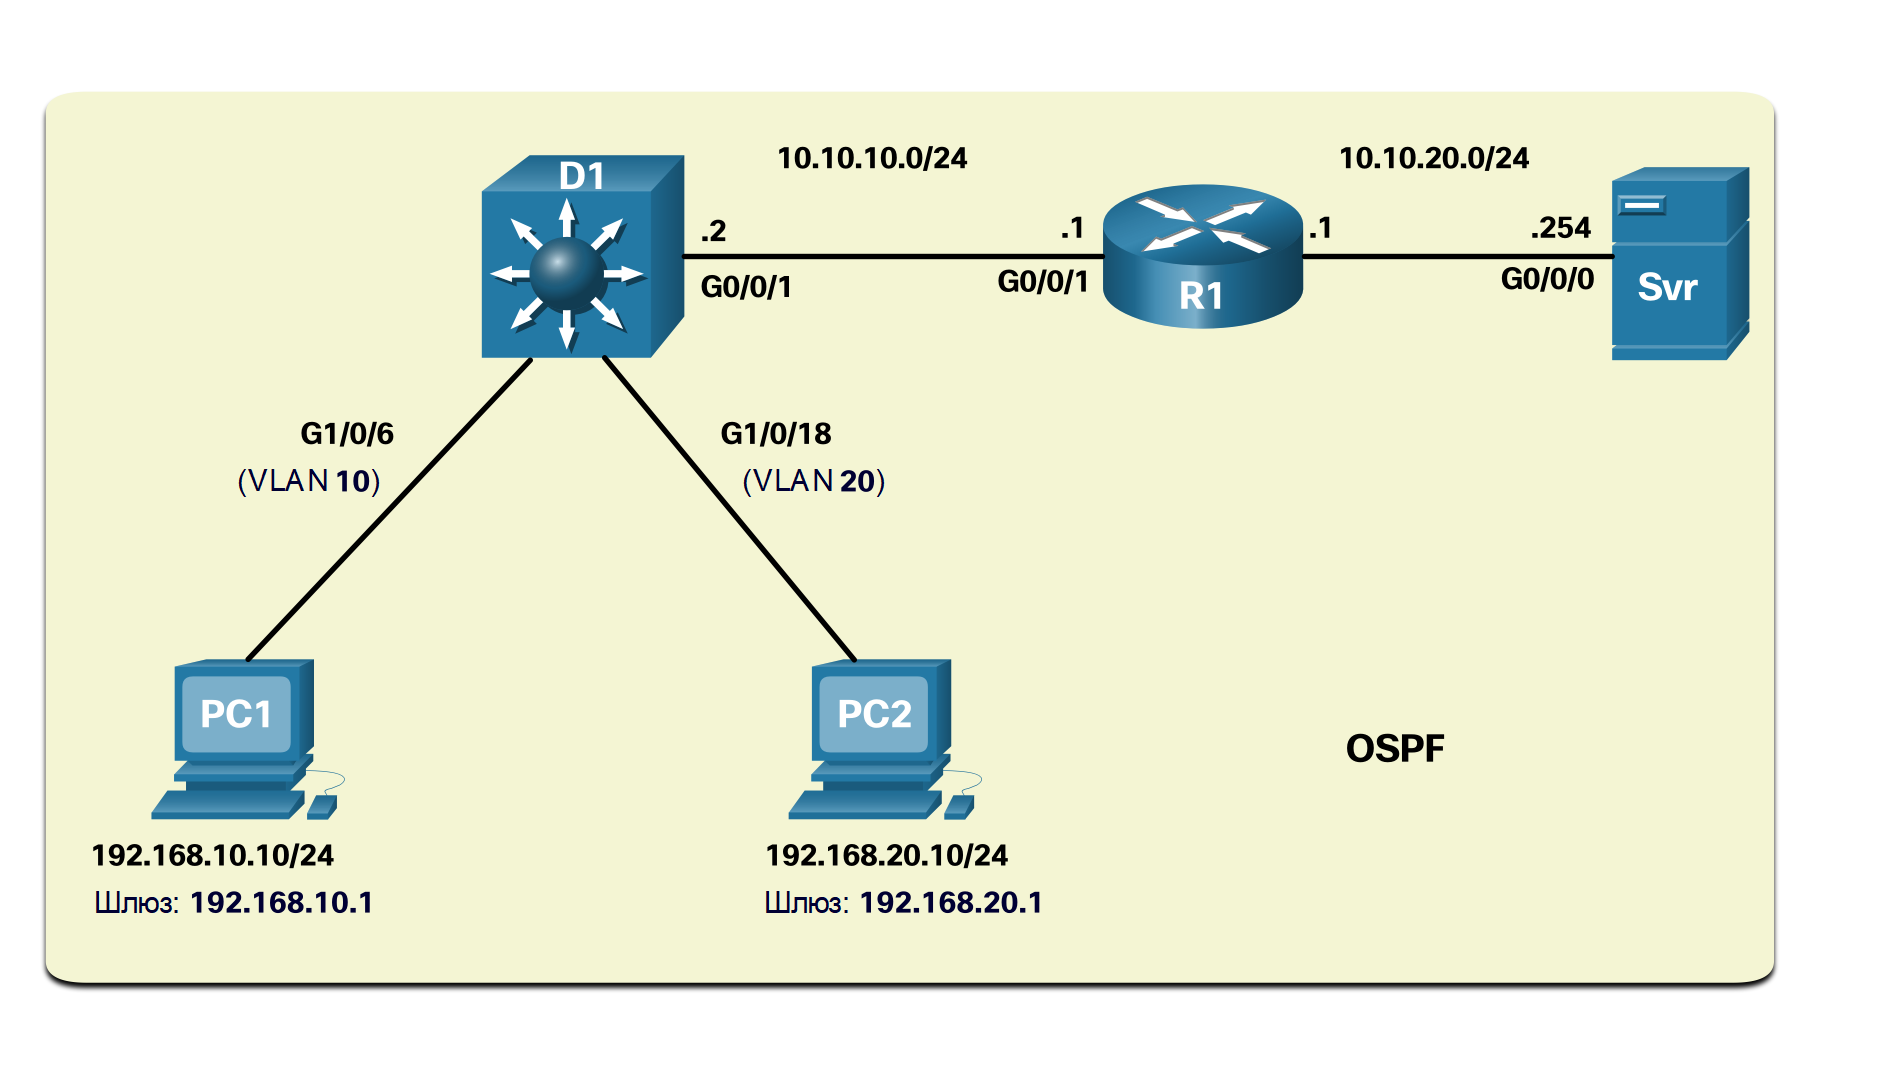 10.10.10.0/24
10.10.20.0/24
D1
.2
.1
.1
.254
G0/0/1
G0/0/1
R1
G0/0/0
Svr
G1/0/6
(VLAN 10)
G1/0/18
(VLAN 20)
PC1
PC2
OSPF
192.168.10.10/24
Шлюз: 192.168.10.1
192.168.20.10/24
Шлюз: 192.168.20.1